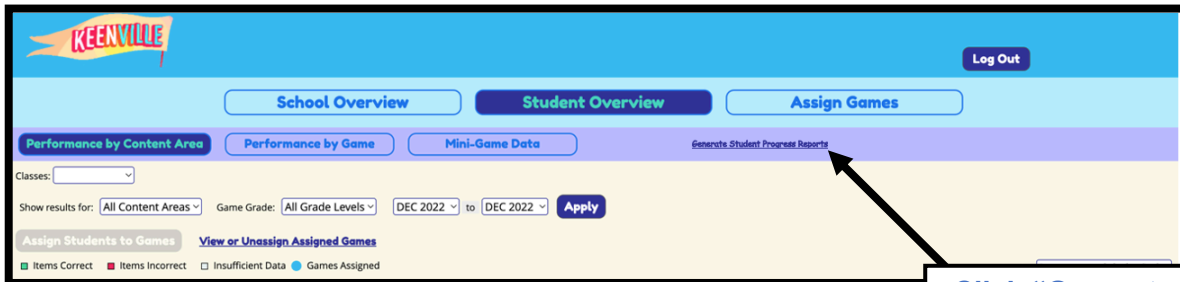 KEENVILLE
Log Out
School Overview
Student Overview
Assign Games
Performance by Content Area
Performance by Game
Mini-Game Data
Generate Student Progress Reports
Classes:
Show results for: All Content Areas Game Grade: All Grade Levels DEC 2022 to DEC 2022 Apply
Assign Students to Games View or Unassign Assigned Games
Items Correct Items Incorrect Insufficient Data Games Assigned